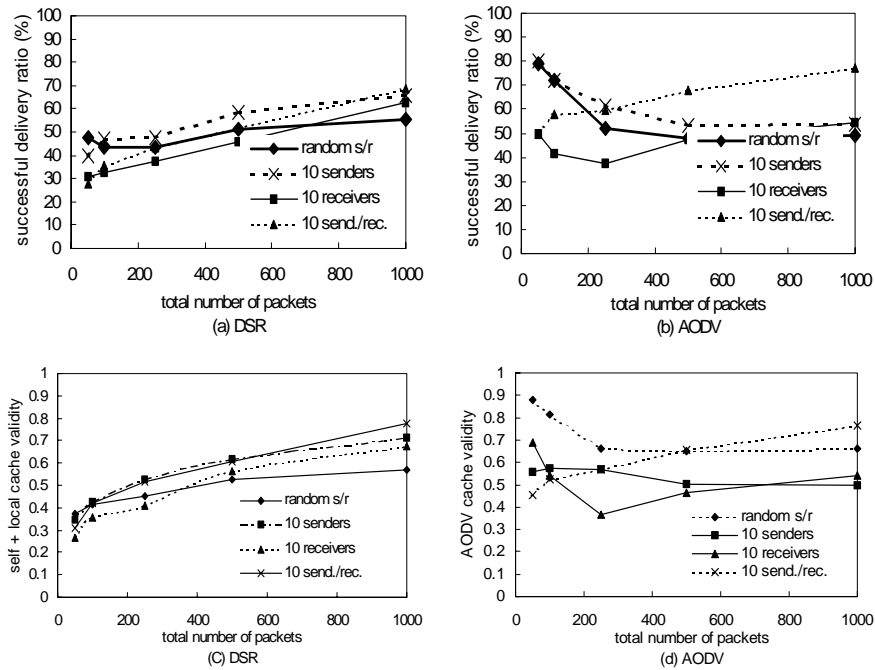 successful delivery ratio (%)
100
90
80
70
60
50
40
30
20
10
0
random s/r
10 senders
10 receivers
10 send./rec.
0 200 400 600 800 1000
total number of packets
(a) DSR
successful delivery ratio (%)
100
90
80
70
60
50
40
30
20
10
0
random s/r
10 senders
10 receivers
10 send./rec.
0 200 400 600 800 1000
total number of packets
(b) AODV
self + local cache validity
1
0.9
0.8
0.7
0.6
0.5
0.4
0.3
0.2
0.1
0
random s/r
10 senders
10 receivers
10 send./rec.
0 200 400 600 800 1000
total number of packets
(C) DSR
AODV cache validity
1
0.9
0.8
0.7
0.6
0.5
0.4
0.3
0.2
0.1
0
random s/r
10 senders
10 receivers
10 send./rec.
0 200 400 600 800 1000
total number of packets
(d) AODV